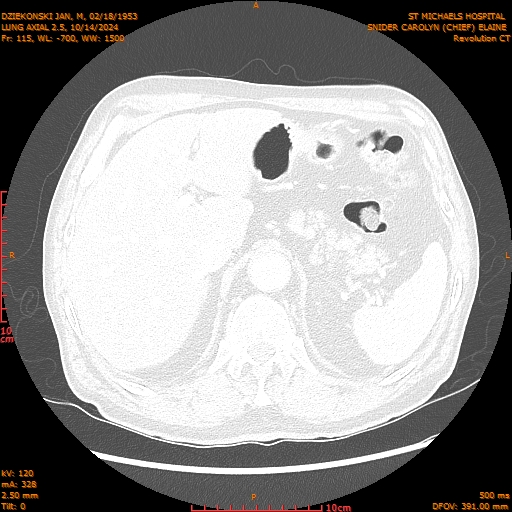 DZIEKONSKI JAN, M, 02/18/1953
LUNG AXIAL 2.5, 10/14/2024
Fr: 115, WL: -700, WW: 1500
A
ST MICHAELS HOSPITAL
SNIDER CAROLYN (CHIEF) ELAINE
Revolution CT
R
L
10
cm
kV: 120
mA: 328
2.50 mm
Tilt: 0
P
10cm
500 ms
DFOV: 391.00 mm